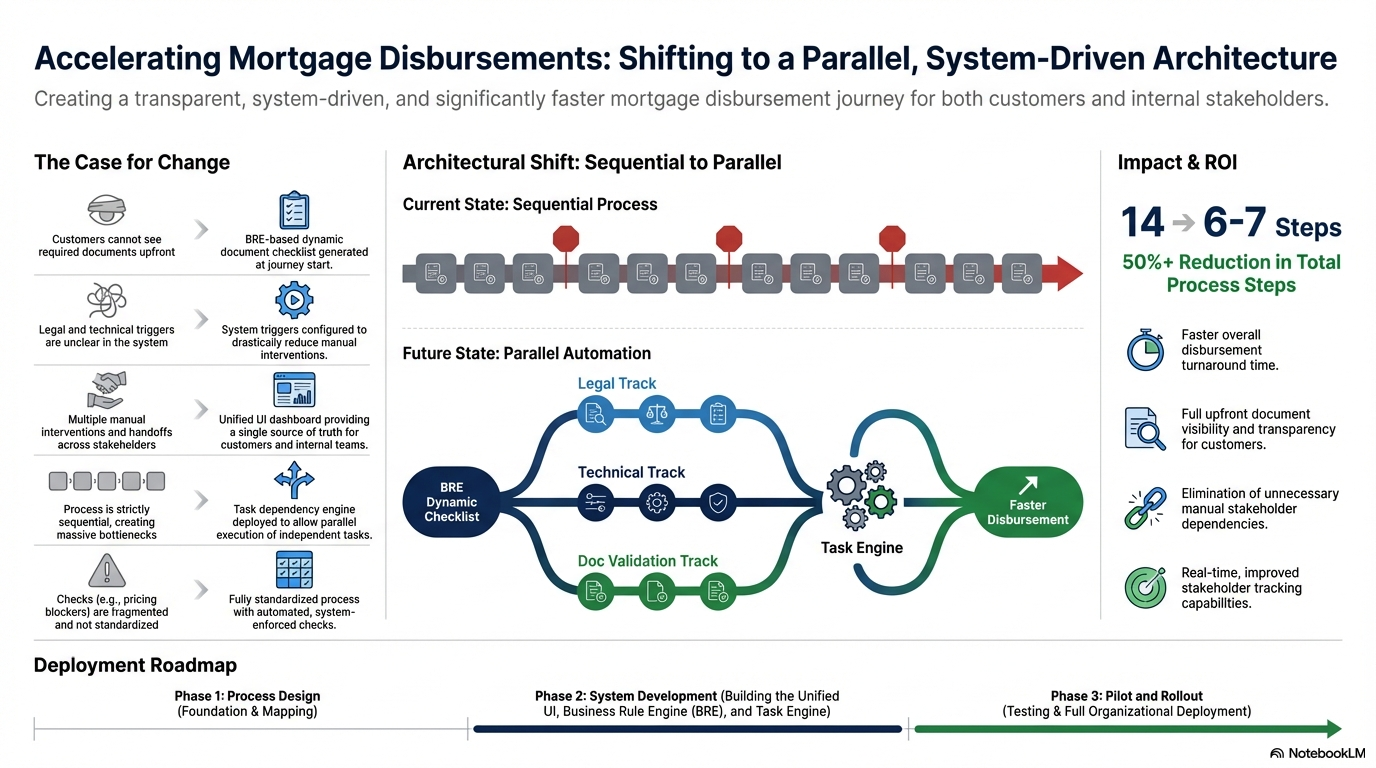 Accelerating Mortgage Disbursements: Shifting to a Parallel, System-Driven Architecture
Creating a transparent, system-driven, and significantly faster mortgage disbursement journey for both customers and internal stakeholders.
The Case for Change
Customers cannot see
required documents upfront
BRE-based dynamic
document checklist generated
at journey start.
Legal and technical triggers
are unclear in the system
System triggers configured to
drastically reduce manual
interventions.
Multiple manual
interventions and handoffs
across stakeholders
Unified UI dashboard providing
a single source of truth for
customers and internal teams.
Process is strictly
sequential, creating
massive bottlenecks
Task dependency engine
deployed to allow parallel
execution of independent tasks.
Checks (e.g., pricing
blockers) are fragmented
and not standardized
Fully standardized process
with automated, system-
enforced checks.
Architectural Shift: Sequential to Parallel
Current State: Sequential Process
Future State: Parallel Automation
Legal Track
BRE
Dynamic
Checklist
Technical Track
Doc Validation Track
Task Engine
Faster
Disbursement
Impact & ROI
14 → 6-7 Steps
50%+ Reduction in Total
Process Steps
Faster overall
disbursement
turnaround time.
Full upfront document
visibility and transparency
for customers.
Elimination of unnecessary
manual stakeholder
dependencies.
Real-time, improved
stakeholder tracking
capabilities.
Deployment Roadmap
Phase 1: Process Design
(Foundation & Mapping)
Phase 2: System Development (Building the Unified
UI, Business Rule Engine (BRE), and Task Engine)
Phase 3: Pilot and Rollout
(Testing & Full Organizational Deployment)
NotebookLM